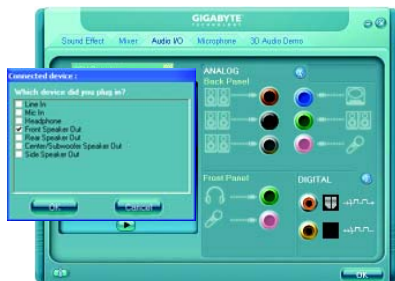 GIGABYTE
TECHNOLOGY
Sound Effect Mixer Audio I/O Microphone 3D Audio Demo
Connected device :
Which device did you plug in?
Line In
Mic In
Headphone
Front Speaker Out
Rear Speaker Out
Center/Subwoofer Speaker Out
Side Speaker Out
OK Cancel
ANALOG
Back Panel
Front Panel
DIGITAL
OK